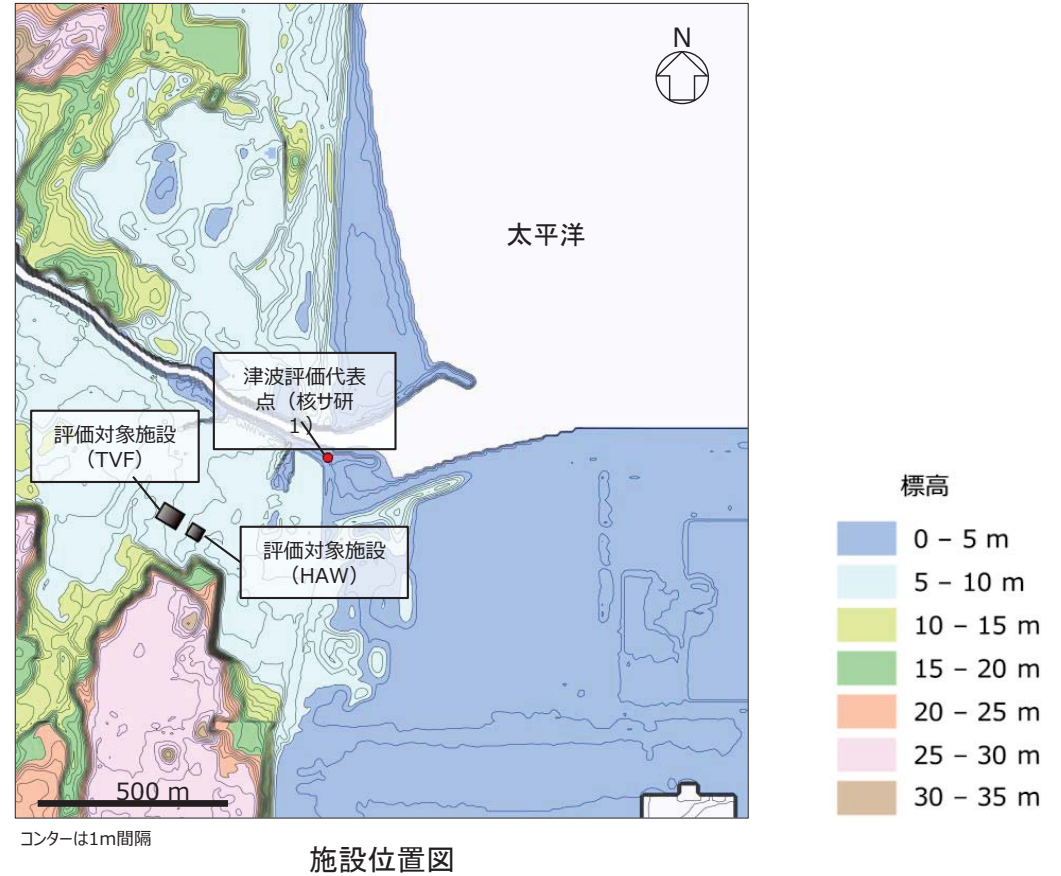 N
太平洋
津波評価代表
点（核サ研
1）
評価対象施設
（TVF）
評価対象施設
（HAW）
500 m
コンターは1m間隔
施設位置図
標高
0 – 5 m
5 – 10 m
10 – 15 m
15 – 20 m
20 – 25 m
25 – 30 m
30 – 35 m